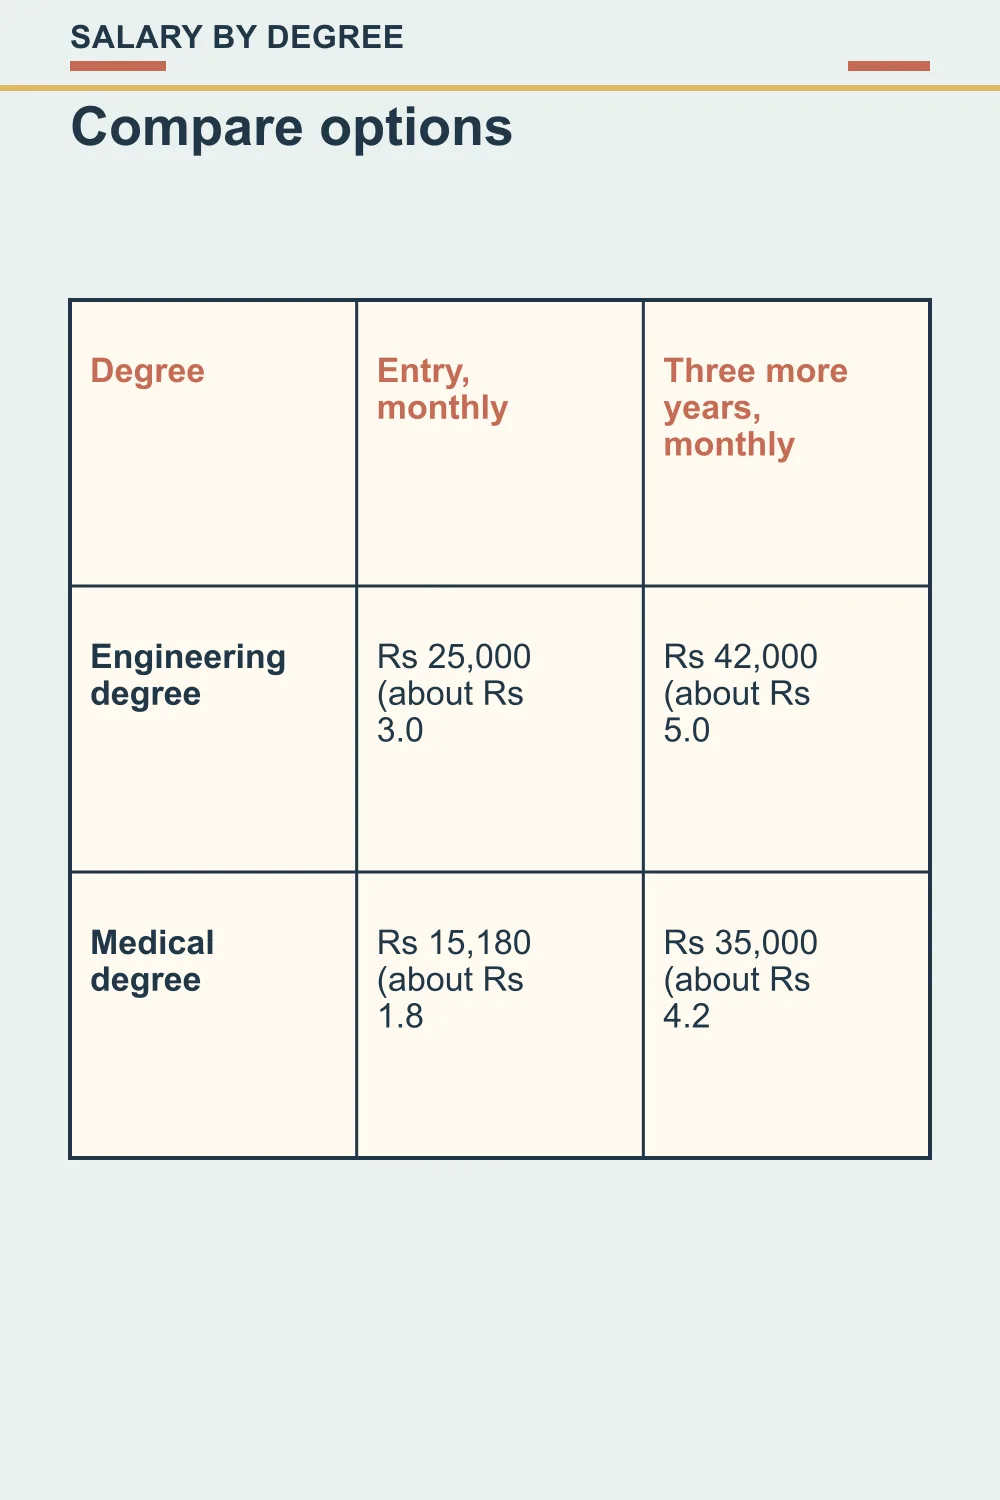 SALARY BY DEGREE
Compare options
Degree
Entry,
monthly
Three more
years,
monthly
Engineering
degree
Rs 25,000
(about Rs
3.0
Rs 42,000
(about Rs
5.0
Medical
degree
Rs 15,180
(about Rs
1.8
Rs 35,000
(about Rs
4.2